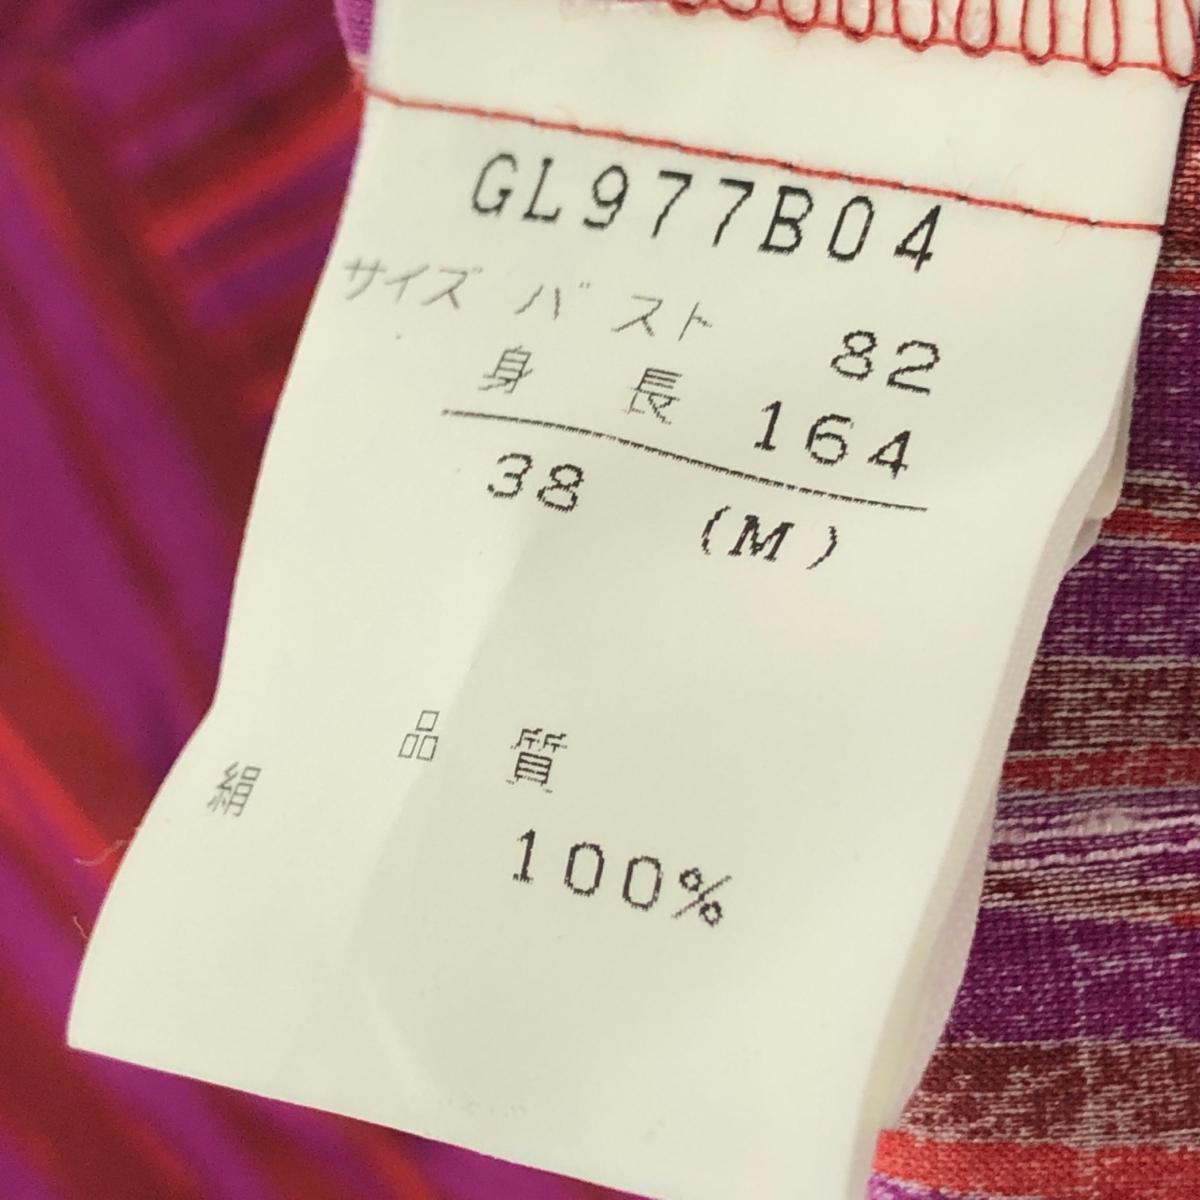 GL977B04
サイズ バスト 82
身長 164
38 (M)
品質
絹 100%